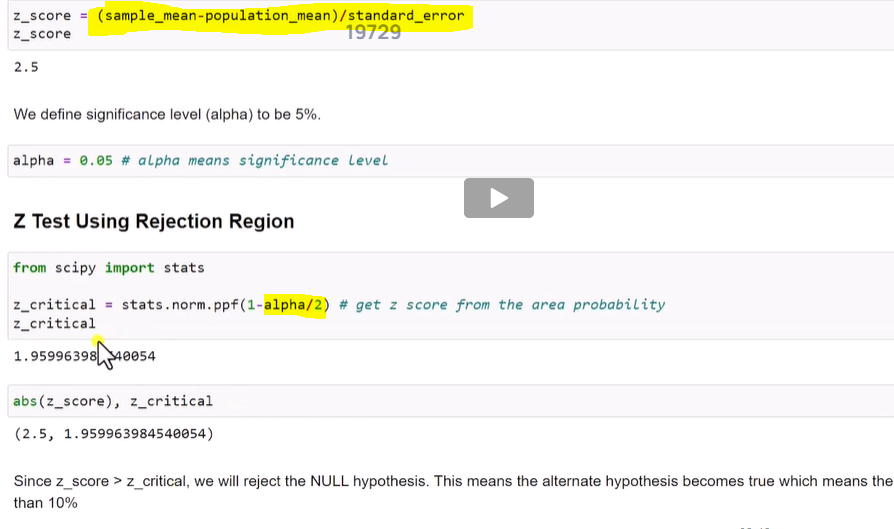 z_score = (sample_mean-population_mean)/standard_error
z_score
19729
2.5
We define significance level (alpha) to be 5%.
alpha = 0.05 # alpha means significance level
Z Test Using Rejection Region
from scipy import stats
z_critical = stats.norm.ppf(1-alpha/2) # get z score from the area probability
z_critical
1.95996398 40054
abs(z_score), z_critical
(2.5, 1.959963984540054)
Since z_score > z_critical, we will reject the NULL hypothesis. This means the alternate hypothesis becomes true which means the
than 10%